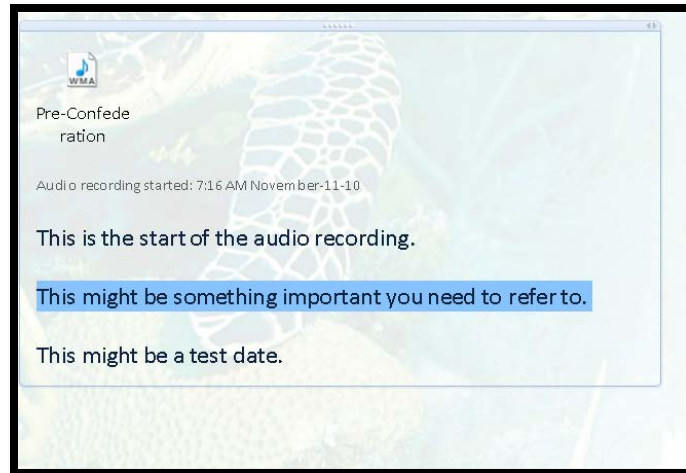 WMA
Pre-Confede
ration
Audio recording started: 7:16 AM November-11-10
This is the start of the audio recording.
This might be something important you need to refer to.
This might be a test date.